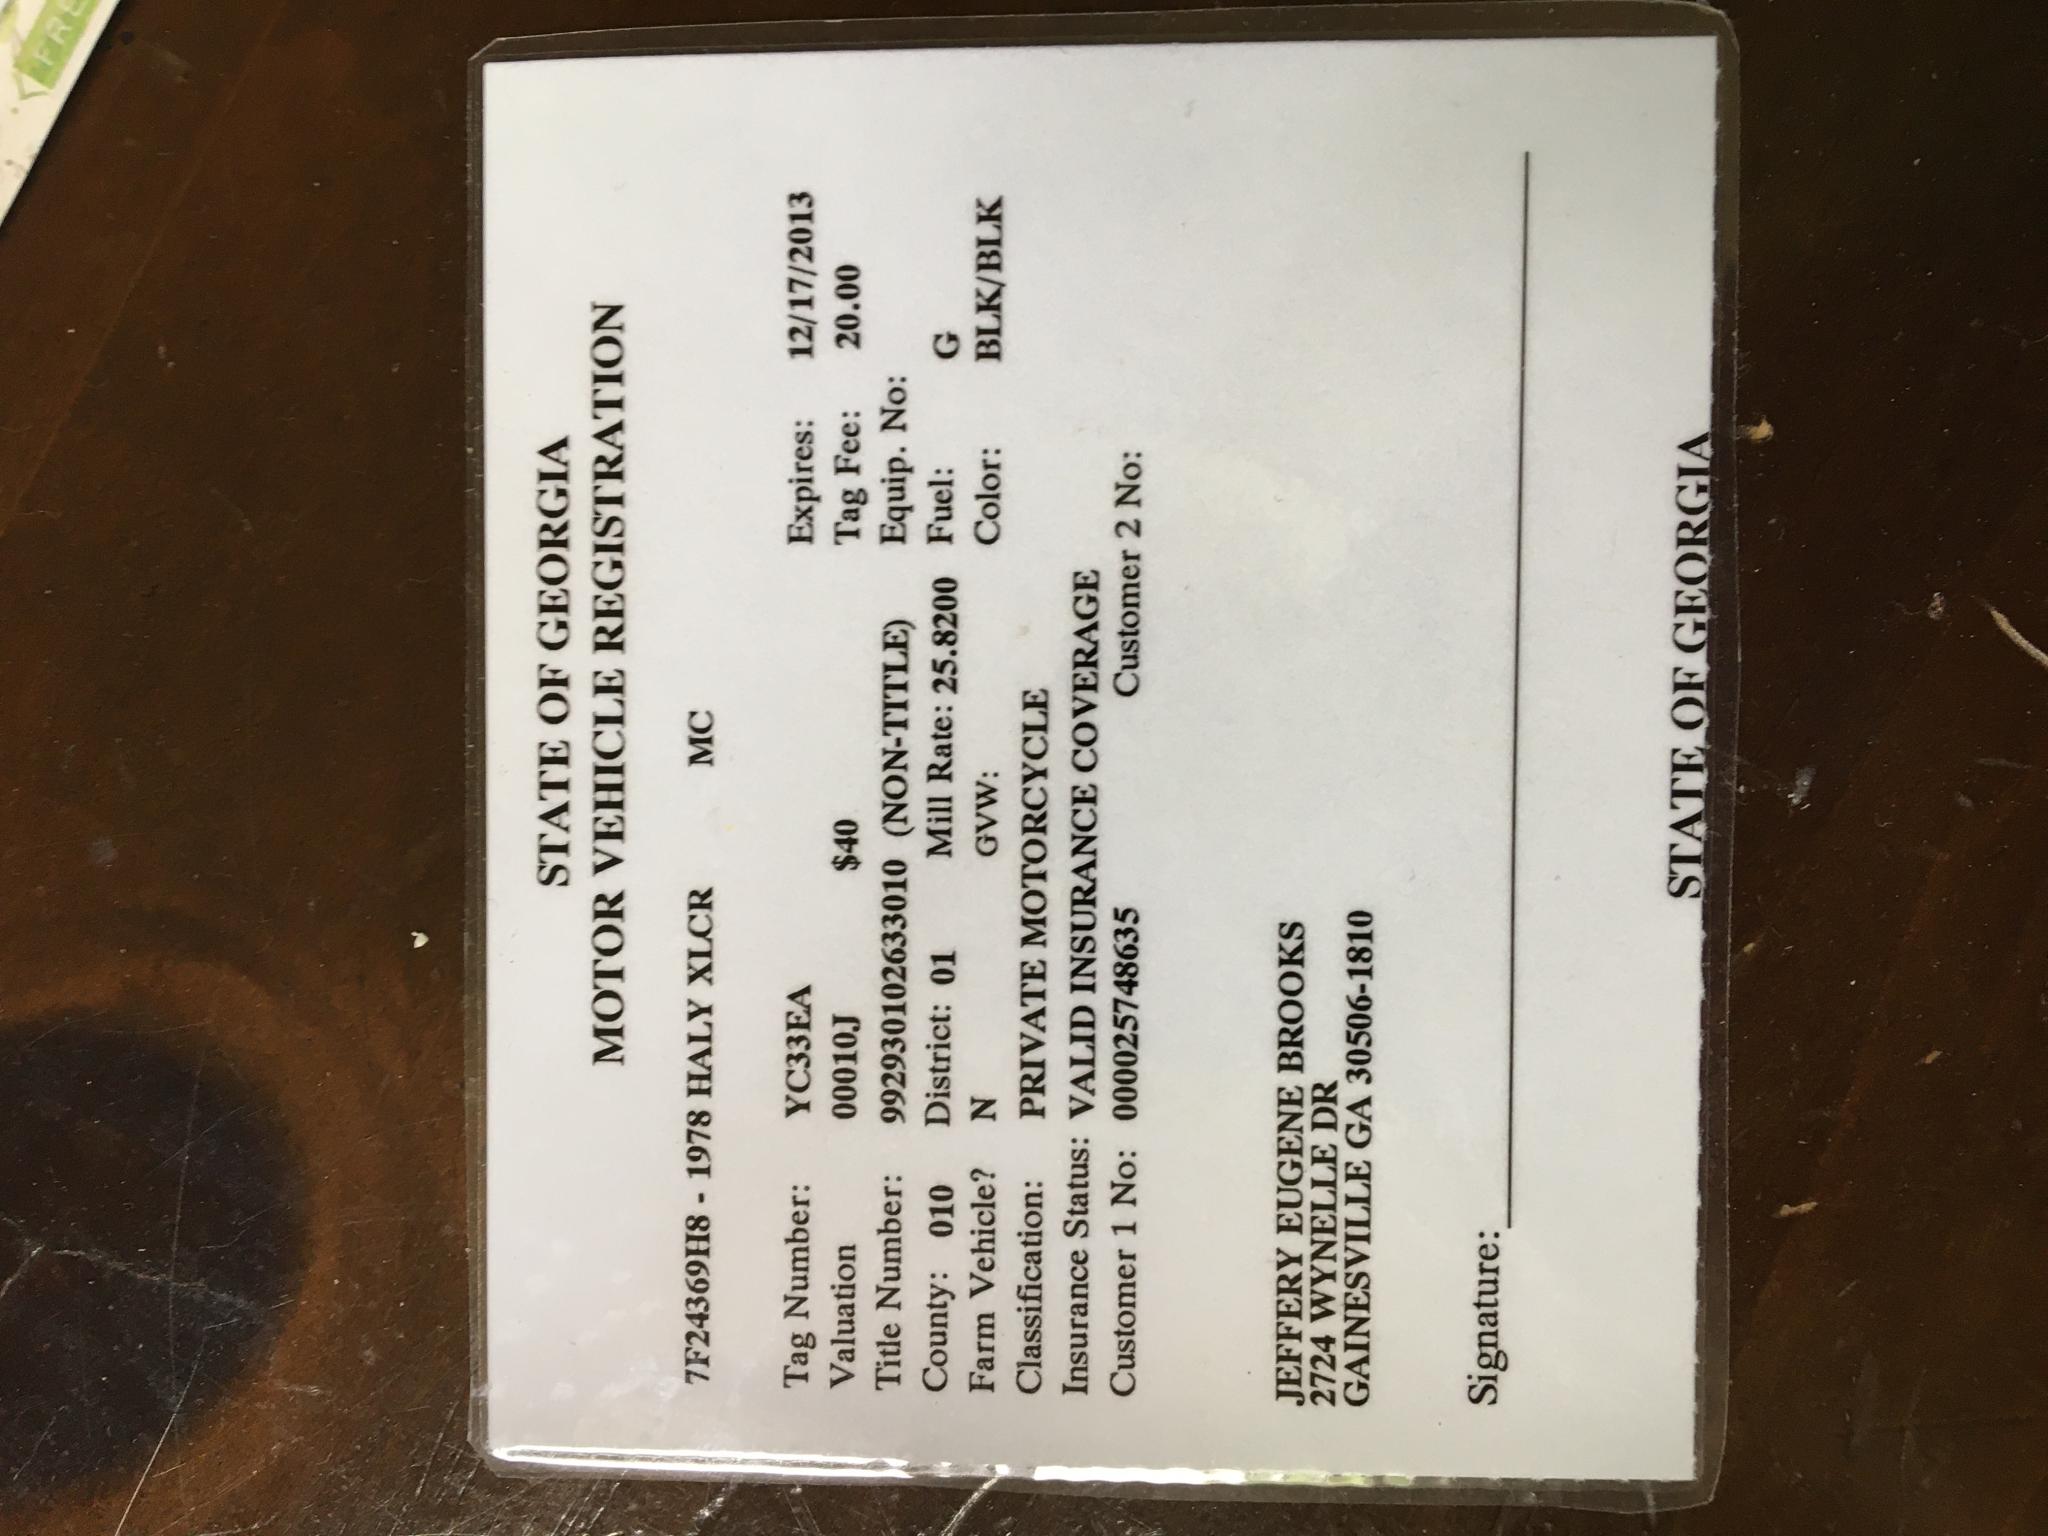 STATE OF GEORGIA
MOTOR VEHICLE REGISTRATION
7F24369H8 - 1978 HALY XLCR MC
Tag Number: YC33EA Expires: 12/17/2013
Valuation 00010J $40 Tag Fee: 20.00
Title Number: 992930102633010 (NON-TITLE) Equip. No:
County: 010 District: 01 Mill Rate: 25.8200 Fuel: G
Farm Vehicle? N GVW: Color: BLK/BLK
Classification: PRIVATE MOTORCYCLE
Insurance Status: VALID INSURANCE COVERAGE
Customer 1 No: 000025748635 Customer 2 No:
JEFFERY EUGENE BROOKS
2724 WYNELLE DR
GAINESVILLE GA 30506-1810
Signature:
STATE OF GEORGIA